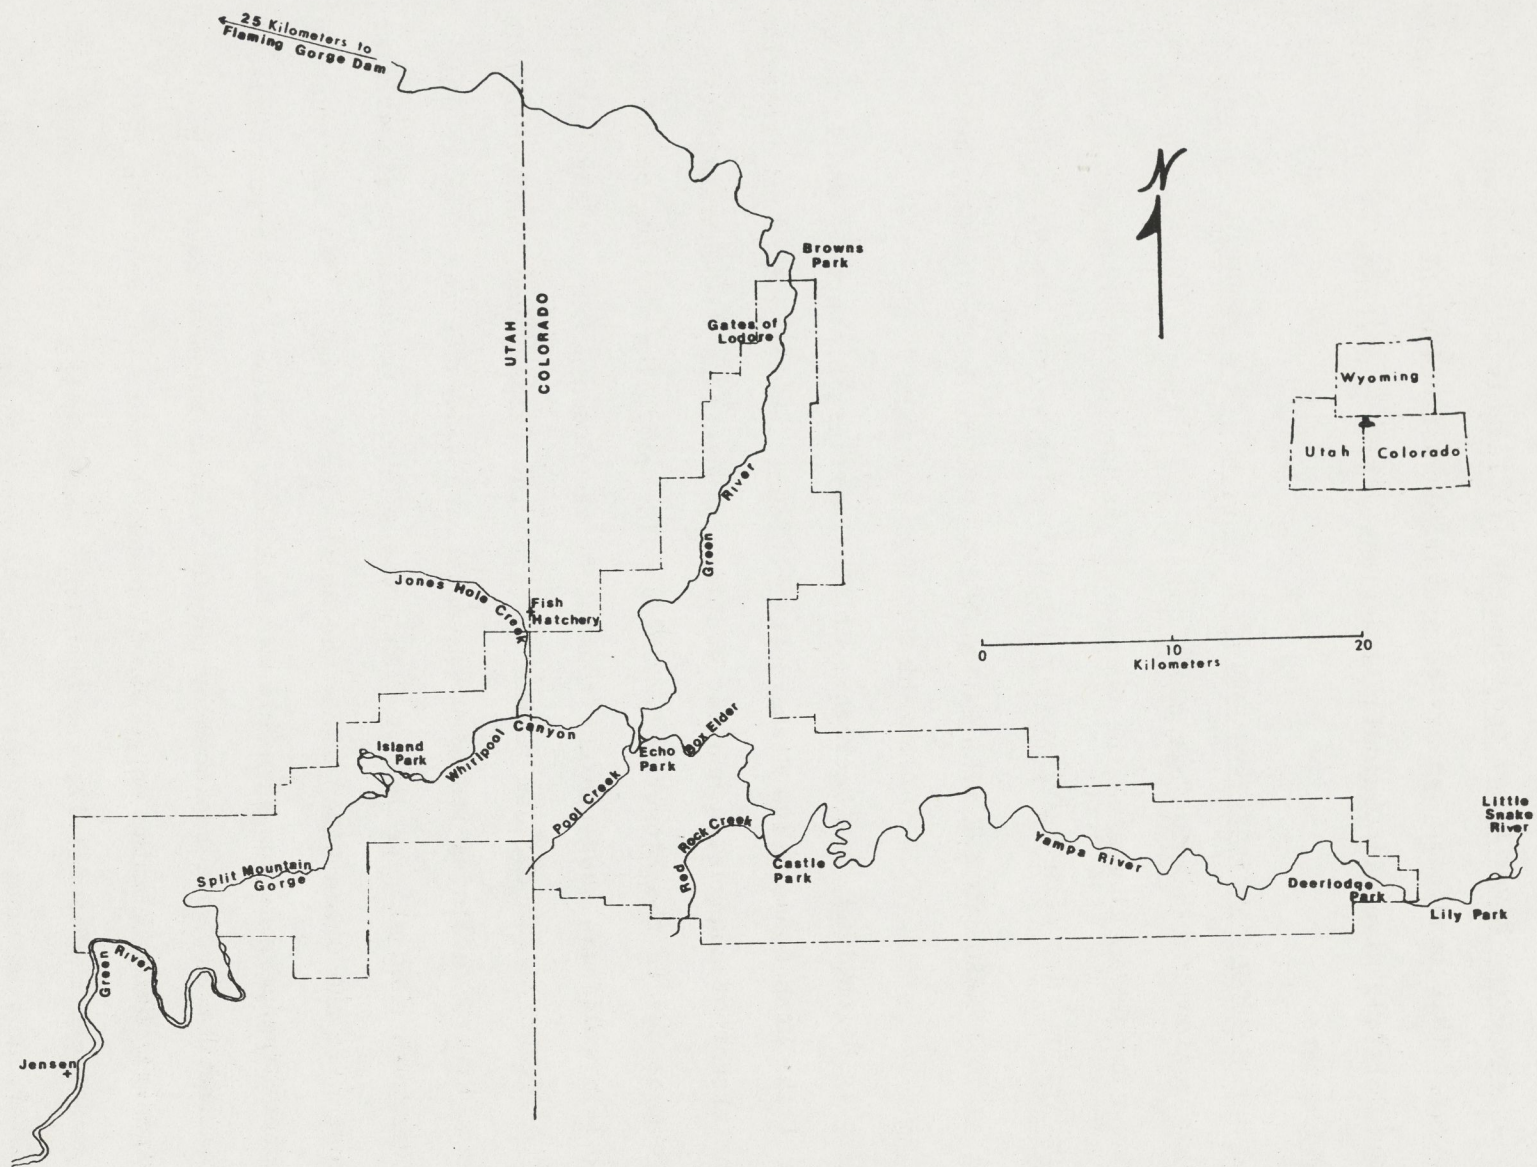 25 Kilometers to
Flaming Gorge Dam
Browns
Park
Gates of
Lodore
UTAH
COLORADO
Wyoming
Utah
Colorado
Green River
Jones Hole Creek
Fish
Hatchery
0 10 20
Kilometers
Whirlpool Canyon
Island
Park
Echo
Park
Box Elder
Pool Creek
Little
Snake
River
Red Rock Creek
Castle
Park
Yampa River
Split Mountain
Gorge
Deerlodge
Park
Lily Park
Green River
Jensen
N